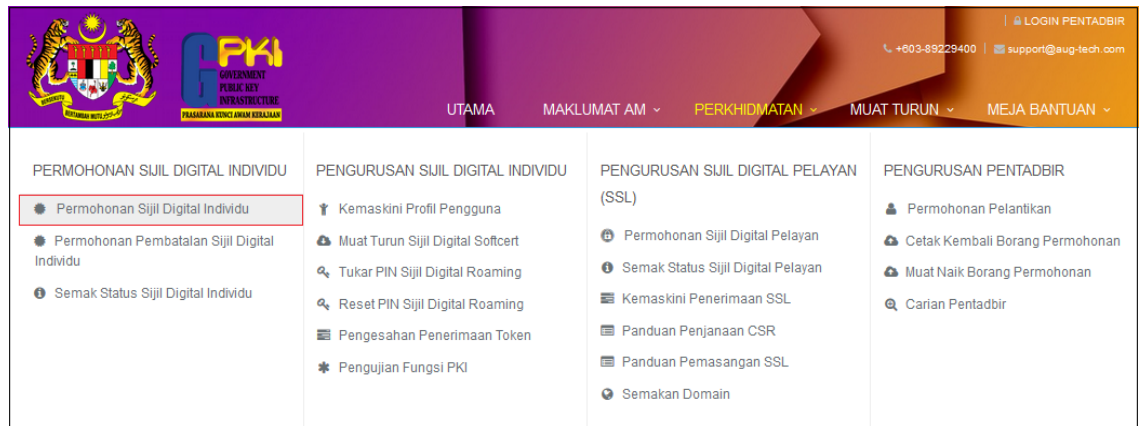 LOGIN PENTADBIR
+603-89229400 | support@aug-tech.com
GPKI
GOVERNMENT
PUBLIC KEY
INFRASTRUCTURE
PRASARANA KUNCI AWAM KERAJAAN
BERSEKUTU BERTAMBAH MUTU
UTAMA MAKLUMAT AM PERKHIDMATAN MUAT TURUN MEJA BANTUAN
PERMOHONAN SIJIL DIGITAL INDIVIDU
Permohonan Sijil Digital Individu
Permohonan Pembatalan Sijil Digital
Individu
Semak Status Sijil Digital Individu
PENGURUSAN SIJIL DIGITAL INDIVIDU
Kemaskini Profil Pengguna
Muat Turun Sijil Digital Softcert
Tukar PIN Sijil Digital Roaming
Reset PIN Sijil Digital Roaming
Pengesahan Penerimaan Token
Pengujian Fungsi PKI
PENGURUSAN SIJIL DIGITAL PELAYAN
(SSL)
Permohonan Sijil Digital Pelayan
Semak Status Sijil Digital Pelayan
Kemaskini Penerimaan SSL
Panduan Penjanaan CSR
Panduan Pemasangan SSL
Semakan Domain
PENGURUSAN PENTADBIR
Permohonan Pelantikan
Cetak Kembali Borang Permohonan
Muat Naik Borang Permohonan
Carian Pentadbir